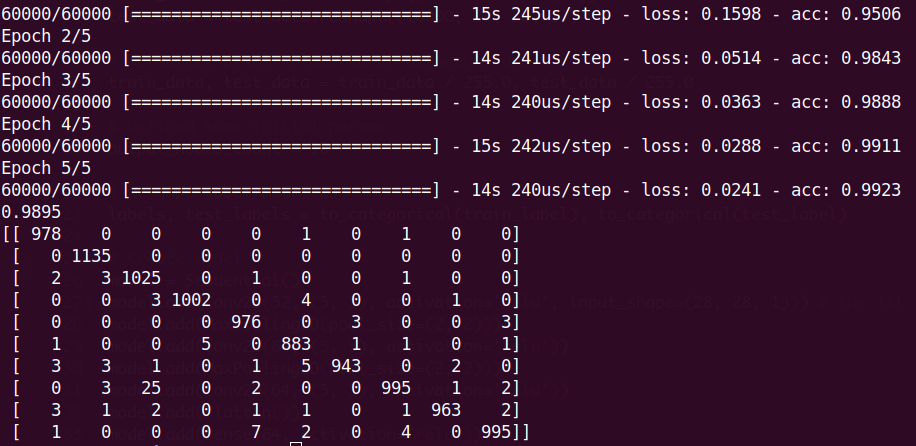 60000/60000 [==============================] - 15s 245us/step - loss: 0.1598 - acc: 0.9506
Epoch 2/5
60000/60000 [==============================] - 14s 241us/step - loss: 0.0514 - acc: 0.9843
Epoch 3/5
60000/60000 [==============================] - 14s 240us/step - loss: 0.0363 - acc: 0.9888
Epoch 4/5
60000/60000 [==============================] - 15s 242us/step - loss: 0.0288 - acc: 0.9911
Epoch 5/5
60000/60000 [==============================] - 14s 240us/step - loss: 0.0241 - acc: 0.9923
0.9895
[[ 978    0    0    0    0    1    0    1    0    0]
 [   0 1135    0    0    0    0    0    0    0    0]
 [   2    3 1025    0    1    0    0    1    0    0]
 [   0    0    3 1002    0    4    0    0    1    0]
 [   0    0    0    0  976    0    3    0    0    3]
 [   1    0    0    5    0  883    1    1    0    1]
 [   3    3    1    0    1    5  943    0    2    0]
 [   0    3   25    0    2    0    0  995    1    2]
 [   3    1    2    0    1    1    0    1  963    2]
 [   1    0    0    0    7    2    0    4    0  995]]